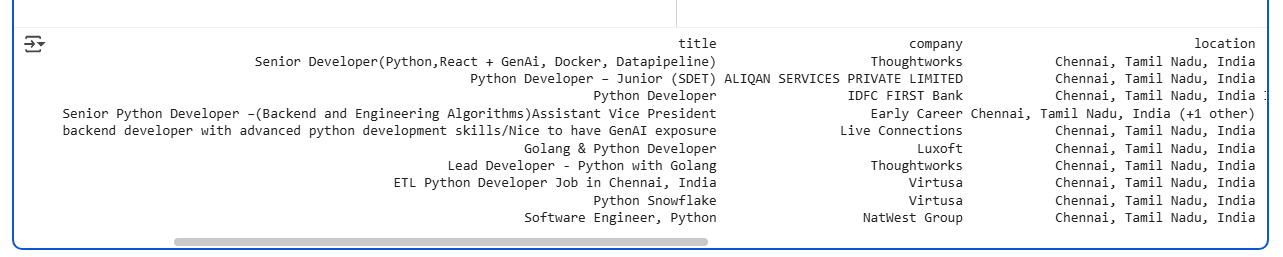 title company location
Senior Developer(Python,React + GenAi, Docker, Datapipeline) Thoughtworks Chennai, Tamil Nadu, India
Python Developer – Junior (SDET) ALIQAN SERVICES PRIVATE LIMITED Chennai, Tamil Nadu, India
Python Developer IDFC FIRST Bank Chennai, Tamil Nadu, India
Senior Python Developer –(Backend and Engineering Algorithms)Assistant Vice President Early Career Chennai, Tamil Nadu, India (+1 other)
backend developer with advanced python development skills/Nice to have GenAI exposure Live Connections Chennai, Tamil Nadu, India
Golang & Python Developer Luxoft Chennai, Tamil Nadu, India
Lead Developer - Python with Golang Thoughtworks Chennai, Tamil Nadu, India
ETL Python Developer Job in Chennai, India Virtusa Chennai, Tamil Nadu, India
Python Snowflake Virtusa Chennai, Tamil Nadu, India
Software Engineer, Python NatWest Group Chennai, Tamil Nadu, India